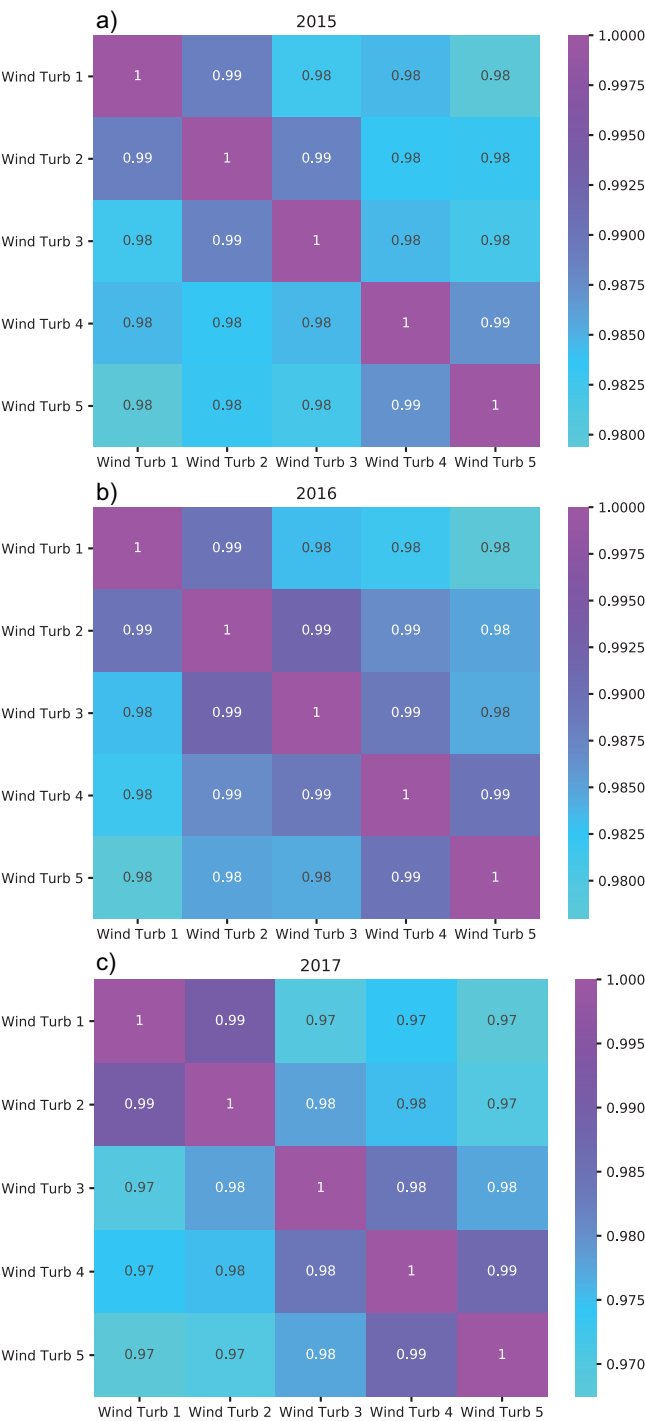 a)
2015
Wind Turb 1 1 0.99 0.98 0.98 0.98
Wind Turb 2 0.99 1 0.99 0.98 0.98
Wind Turb 3 0.98 0.99 1 0.98 0.98
Wind Turb 4 0.98 0.98 0.98 1 0.99
Wind Turb 5 0.98 0.98 0.98 0.99 1
Wind Turb 1 Wind Turb 2 Wind Turb 3 Wind Turb 4 Wind Turb 5
1.0000
0.9975
0.9950
0.9925
0.9900
0.9875
0.9850
0.9825
0.9800
b)
2016
Wind Turb 1 1 0.99 0.98 0.98 0.98
Wind Turb 2 0.99 1 0.99 0.99 0.98
Wind Turb 3 0.98 0.99 1 0.99 0.98
Wind Turb 4 0.98 0.99 0.99 1 0.99
Wind Turb 5 0.98 0.98 0.98 0.99 1
Wind Turb 1 Wind Turb 2 Wind Turb 3 Wind Turb 4 Wind Turb 5
1.0000
0.9975
0.9950
0.9925
0.9900
0.9875
0.9850
0.9825
0.9800
c)
2017
Wind Turb 1 1 0.99 0.97 0.97 0.97
Wind Turb 2 0.99 1 0.98 0.98 0.97
Wind Turb 3 0.97 0.98 1 0.98 0.98
Wind Turb 4 0.97 0.98 0.98 1 0.99
Wind Turb 5 0.97 0.97 0.98 0.99 1
Wind Turb 1 Wind Turb 2 Wind Turb 3 Wind Turb 4 Wind Turb 5
1.000
0.995
0.990
0.985
0.980
0.975
0.970